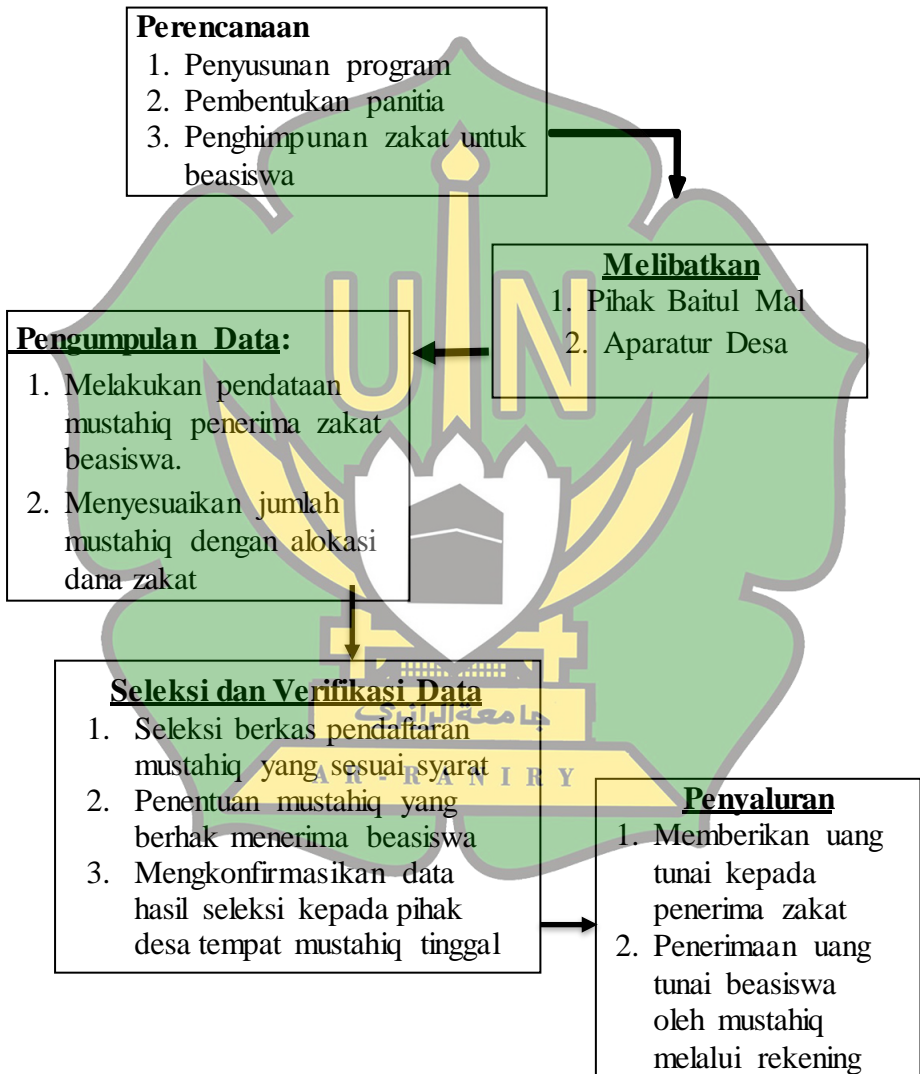 Perencanaan
1. Penyusunan program
2. Pembentukan panitia
3. Penghimpunan zakat untuk
beasiswa
Melibatkan
1. Pihak Baitul Mal
2. Aparatur Desa
Pengumpulan Data:
1. Melakukan pendataan
mustahiq penerima zakat
beasiswa.
2. Menyesuaikan jumlah
mustahiq dengan alokasi
dana zakat
Seleksi dan Verifikasi Data
1. Seleksi berkas pendaftaran
mustahiq yang sesuai syarat
2. Penentuan mustahiq yang
berhak menerima beasiswa
3. Mengkonfirmasikan data
hasil seleksi kepada pihak
desa tempat mustahiq tinggal
Penyaluran
1. Memberikan uang
tunai kepada
penerima zakat
2. Penerimaan uang
tunai beasiswa
oleh mustahiq
melalui rekening
UIN
جامعة الرانري
AR-RANIRY